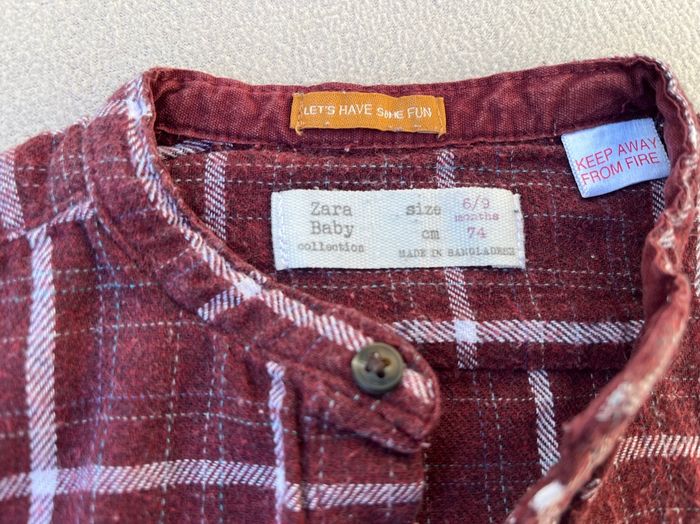 LET'S HAVE SOME FUN
KEEP AWAY
FROM FIRE
Zara
Baby
collection
size 6/9
months
cm 74
MADE IN BANGLADESH